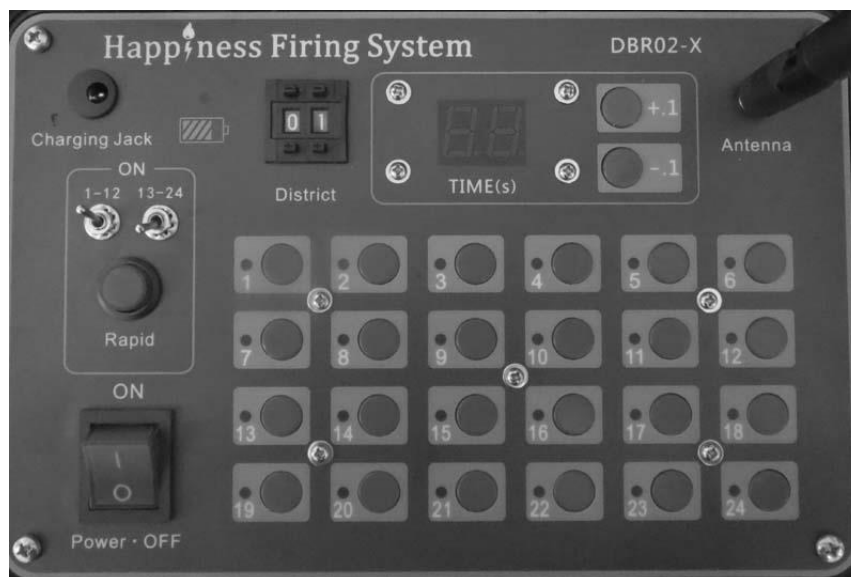 Happiness Firing System
DBR02-X
Charging Jack
01
District
8.8
TIME(s)
+.1
-.1
Antenna
ON
1-12 13-24
Rapid
ON
I
O
Power · OFF
1 2 3 4 5 6
7 8 9 10 11 12
13 14 15 16 17 18
19 20 21 22 23 24